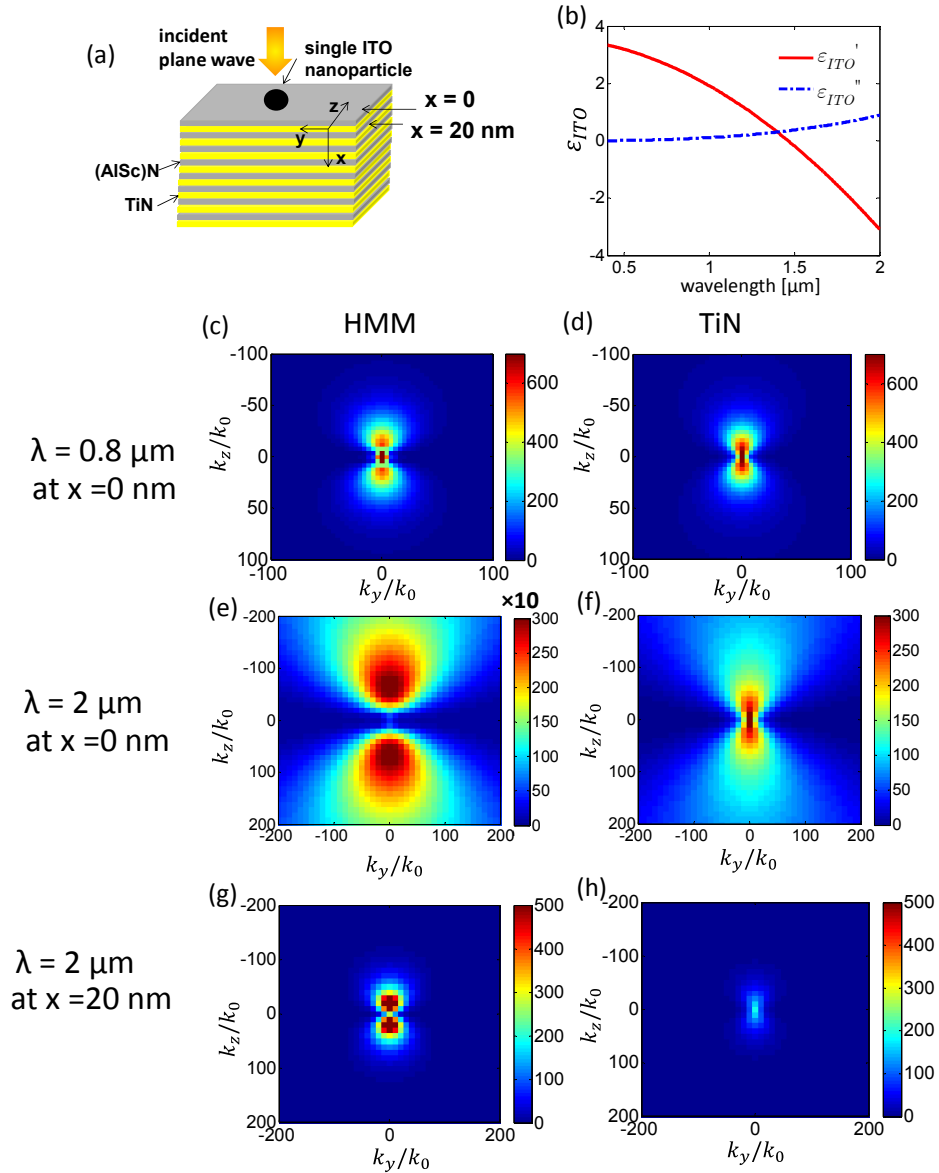 (a)
incident
plane wave
single ITO
nanoparticle
x = 0
x = 20 nm
z
y
x
(AlSc)N
TiN
(b)
4
2
0
-2
-4
ε_ITO
ε_ITO'
ε_ITO''
0.5
1
1.5
2
wavelength [μm]
HMM
TiN
λ = 0.8 μm
at x =0 nm
(c)
-100
-50
0
50
100
k_z/k_0
-100
0
100
k_y/k_0
600
400
200
0
(d)
-100
-50
0
50
100
k_z/k_0
-100
0
100
k_y/k_0
600
400
200
0
λ = 2 μm
at x =0 nm
(e)
×10
-200
-100
0
100
200
k_z/k_0
-200
-100
0
100
200
k_y/k_0
300
250
200
150
100
50
0
(f)
-200
-100
0
100
200
k_z/k_0
-200
-100
0
100
200
k_y/k_0
300
250
200
150
100
50
0
λ = 2 μm
at x =20 nm
(g)
-200
-100
0
100
200
k_z/k_0
-200
0
200
k_y/k_0
500
400
300
200
100
0
(h)
-200
-100
0
100
200
k_z/k_0
-200
0
200
k_y/k_0
500
400
300
200
100
0